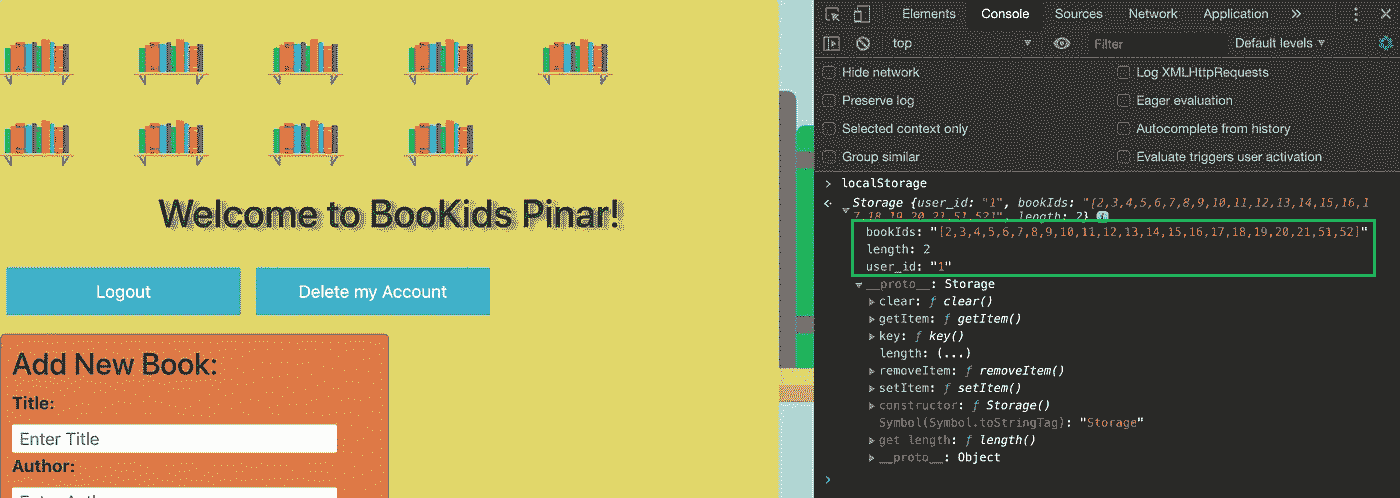 Welcome to BooKids Pinar!
Logout
Delete my Account
Add New Book:
Title:
Enter Title
Author:
Elements Console Sources Network Application »
top Filter Default levels ▼
Hide network Log XMLHttpRequests
Preserve log Eager evaluation
Selected context only Autocomplete from history
Group similar Evaluate triggers user activation
> localStorage
Storage {user_id: "1", bookIds: "[2,3,4,5,6,7,8,9,10,11,12,13,14,15,16,1
7,18,19,20,21,51,52]", length: 2} i
bookIds: "[2,3,4,5,6,7,8,9,10,11,12,13,14,15,16,17,18,19,20,21,51,52]"
length: 2
user_id: "1"
__proto__: Storage
clear: ƒ clear()
getItem: ƒ getItem()
key: ƒ key()
length: (...)
removeItem: ƒ removeItem()
setItem: ƒ setItem()
constructor: ƒ Storage()
Symbol(Symbol.toStringTag): "Storage"
get length: ƒ length()
__proto__: Object
>